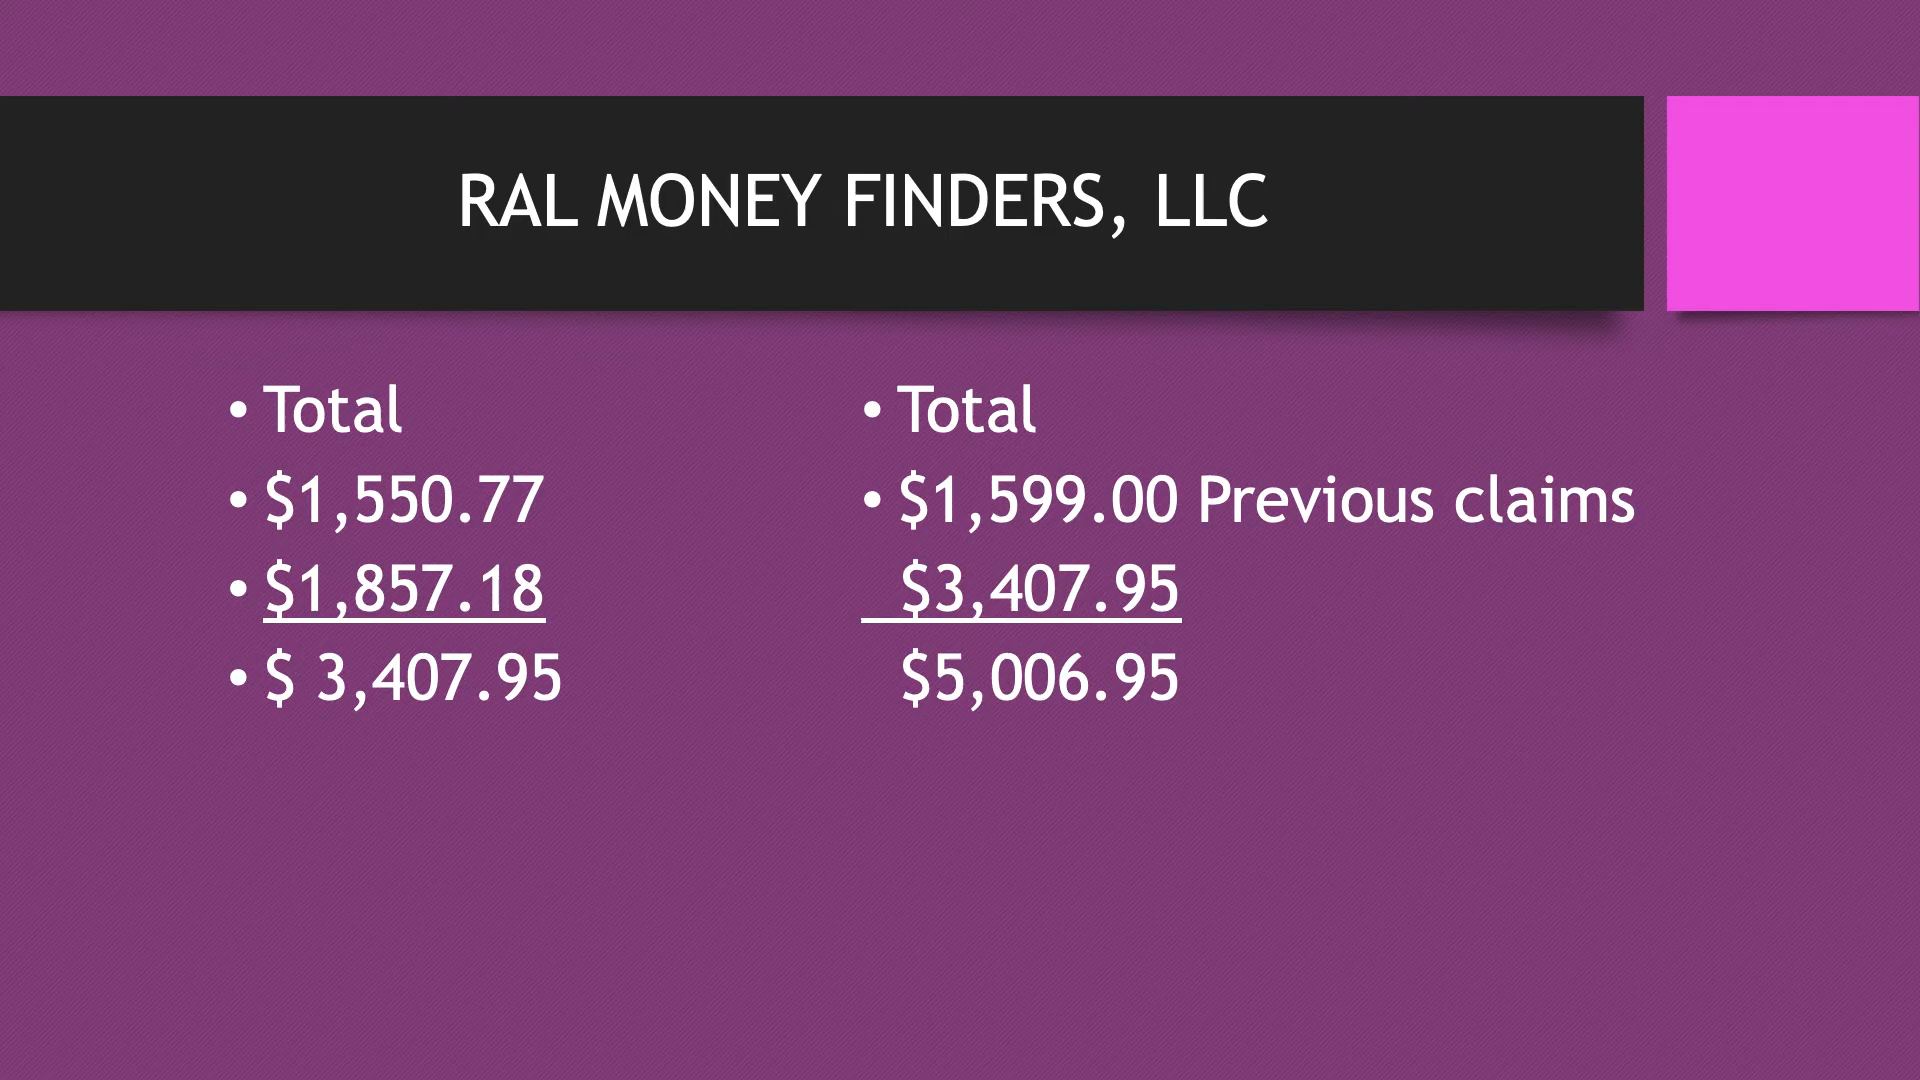 RAL MONEY FINDERS, LLC
• Total
• $1,550.77
• $1,857.18
• $ 3,407.95
• Total
• $1,599.00 Previous claims
$3,407.95
$5,006.95